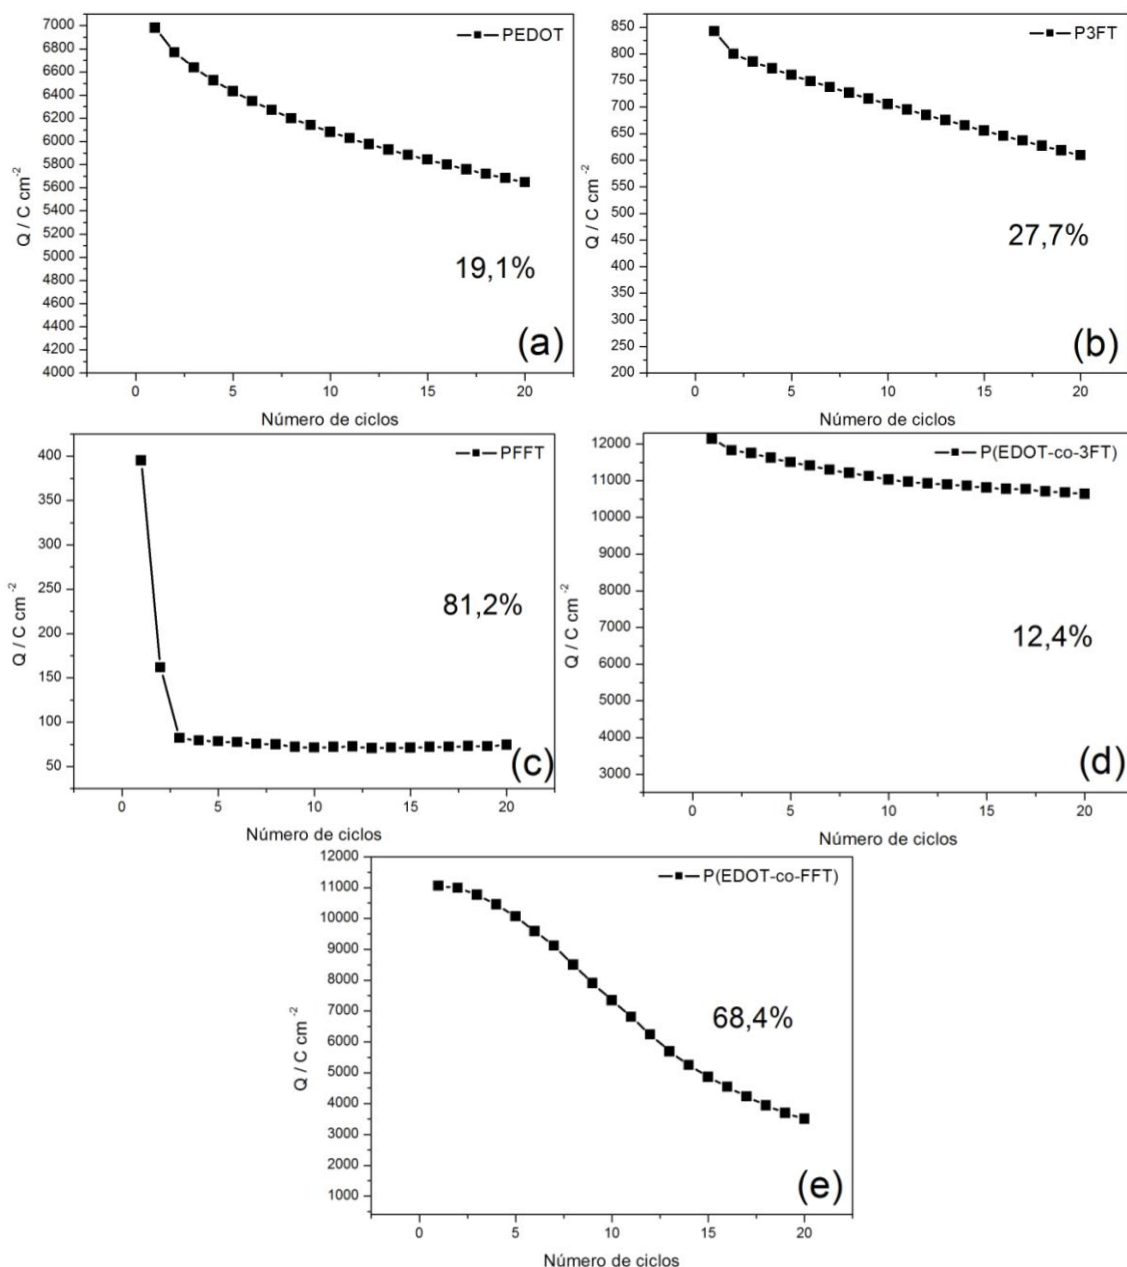 PEDOT
7000
6800
6600
6400
6200
6000
5800
5600
5400
5200
5000
4800
4600
4400
4200
4000
Q / C cm⁻²
19,1%
(a)
0 5 10 15 20
Número de ciclos
P3FT
850
800
750
700
650
600
550
500
450
400
350
300
250
200
Q / C cm⁻²
27,7%
(b)
0 5 10 15 20
Número de ciclos
PFFT
400
350
300
250
200
150
100
50
Q / C cm⁻²
81,2%
(c)
0 5 10 15 20
Número de ciclos
P(EDOT-co-3FT)
12000
11000
10000
9000
8000
7000
6000
5000
4000
3000
Q / C cm⁻²
12,4%
(d)
0 5 10 15 20
Número de ciclos
P(EDOT-co-FFT)
12000
11000
10000
9000
8000
7000
6000
5000
4000
3000
2000
1000
Q / C cm⁻²
68,4%
(e)
0 5 10 15 20
Número de ciclos